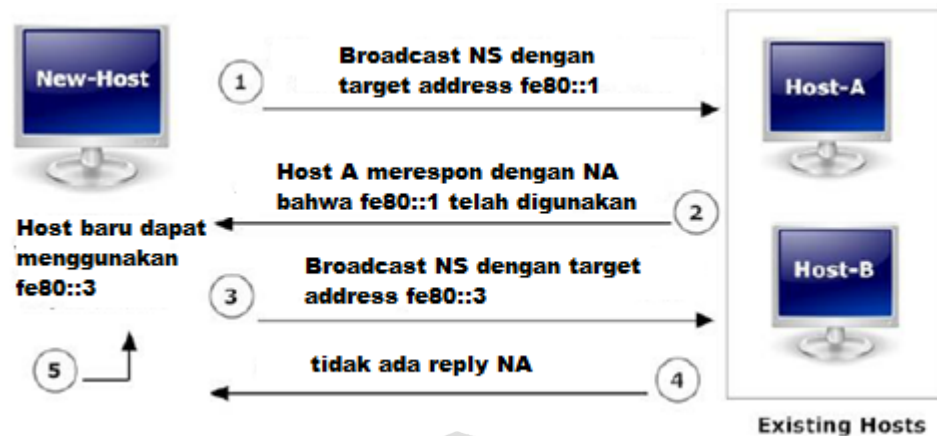 New-Host
1
Broadcast NS dengan
target address fe80::1
Host-A
Host A merespon dengan NA
bahwa fe80::1 telah digunakan
2
Host baru dapat
menggunakan
fe80::3
3
Broadcast NS dengan target
address fe80::3
Host-B
5
tidak ada reply NA
4
Existing Hosts